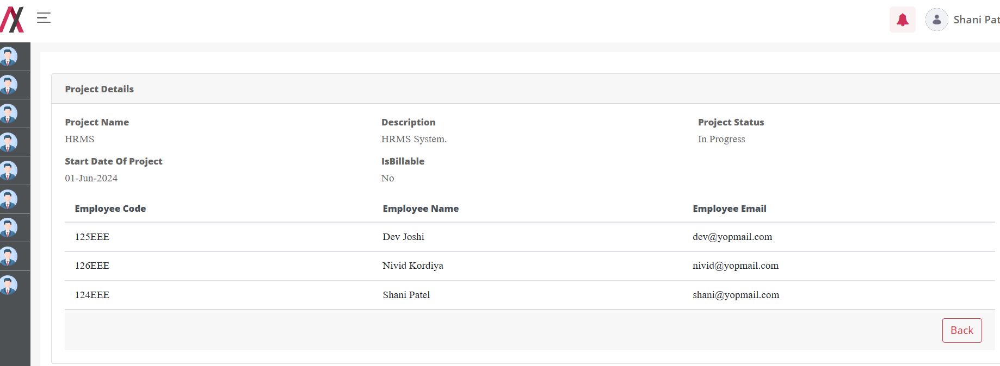 Shani Pat
Project Details
Project Name Description Project Status
HRMS HRMS System. In Progress
Start Date Of Project IsBillable
01-Jun-2024 No
Employee Code Employee Name Employee Email
125EEE Dev Joshi dev@yopmail.com
126EEE Nivid Kordiya nivid@yopmail.com
124EEE Shani Patel shani@yopmail.com
Back